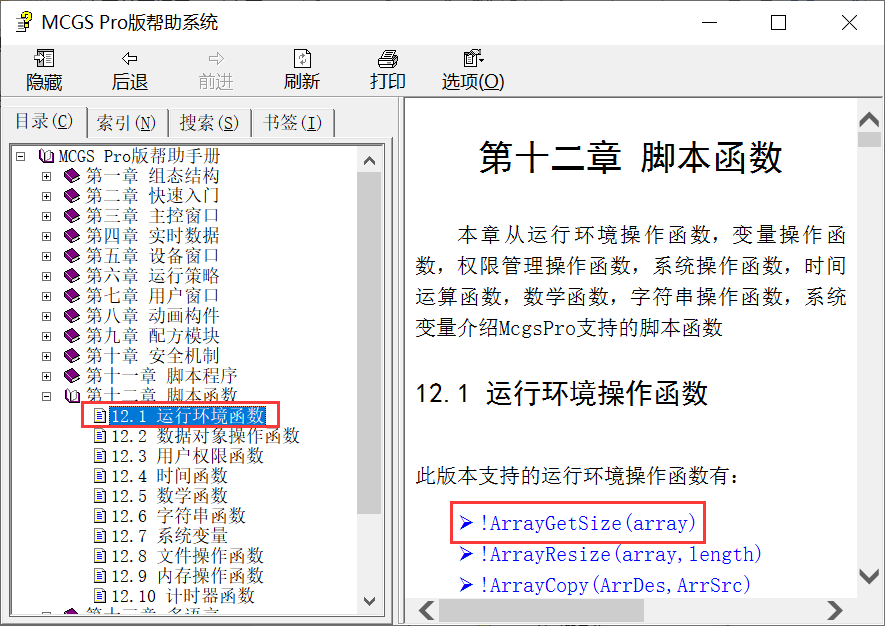 MCGS Pro版帮助系统
隐藏 后退 前进 刷新 打印 选项(O)
目录(C) 索引(N) 搜索(S) 书签(I)
MCGS Pro版帮助手册
第一章 组态结构
第二章 快速入门
第三章 主控窗口
第四章 实时数据
第五章 设备窗口
第六章 运行策略
第七章 用户窗口
第八章 动画构件
第九章 配方模块
第十章 安全机制
第十一章 脚本程序
第十二章 脚本函数
12.1 运行环境函数
12.2 数据对象操作函数
12.3 用户权限函数
12.4 时间函数
12.5 数学函数
12.6 字符串函数
12.7 系统变量
12.8 文件操作函数
12.9 内存操作函数
12.10 计时器函数
第十三章 多语言
第十二章 脚本函数
本章从运行环境操作函数，变量操作函
数，权限管理操作函数，系统操作函数，时间
运算函数，数学函数，字符串操作函数，系统
变量介绍McgsPro支持的脚本函数
12.1 运行环境操作函数
此版本支持的运行环境操作函数有：
!ArrayGetSize(array)
!ArrayResize(array,length)
!ArrayCopy(ArrDes,ArrSrc)